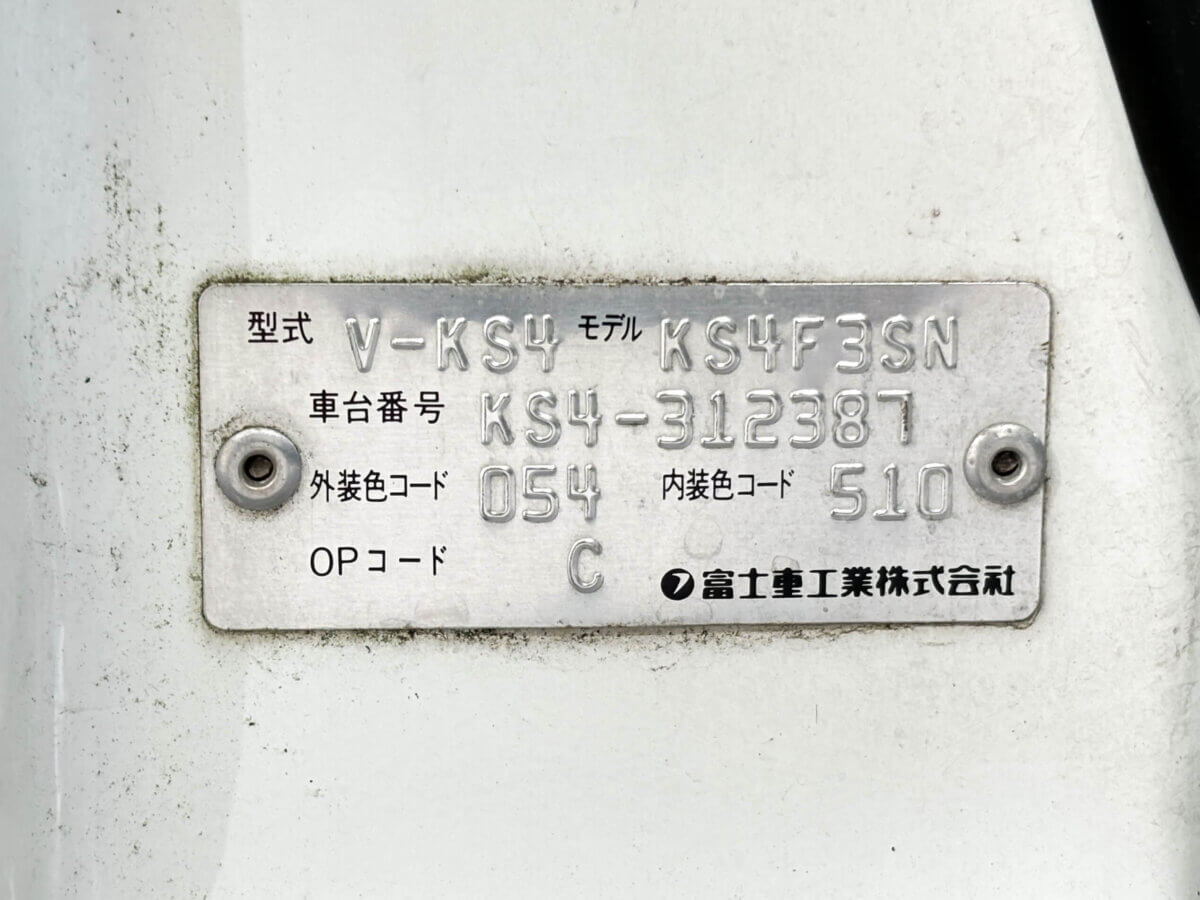 型式 V-KS4 モデル KS4F3SN
車台番号 KS4-312387
外装色コード 054 内装色コード 510
OPコード C
富士重工業株式会社